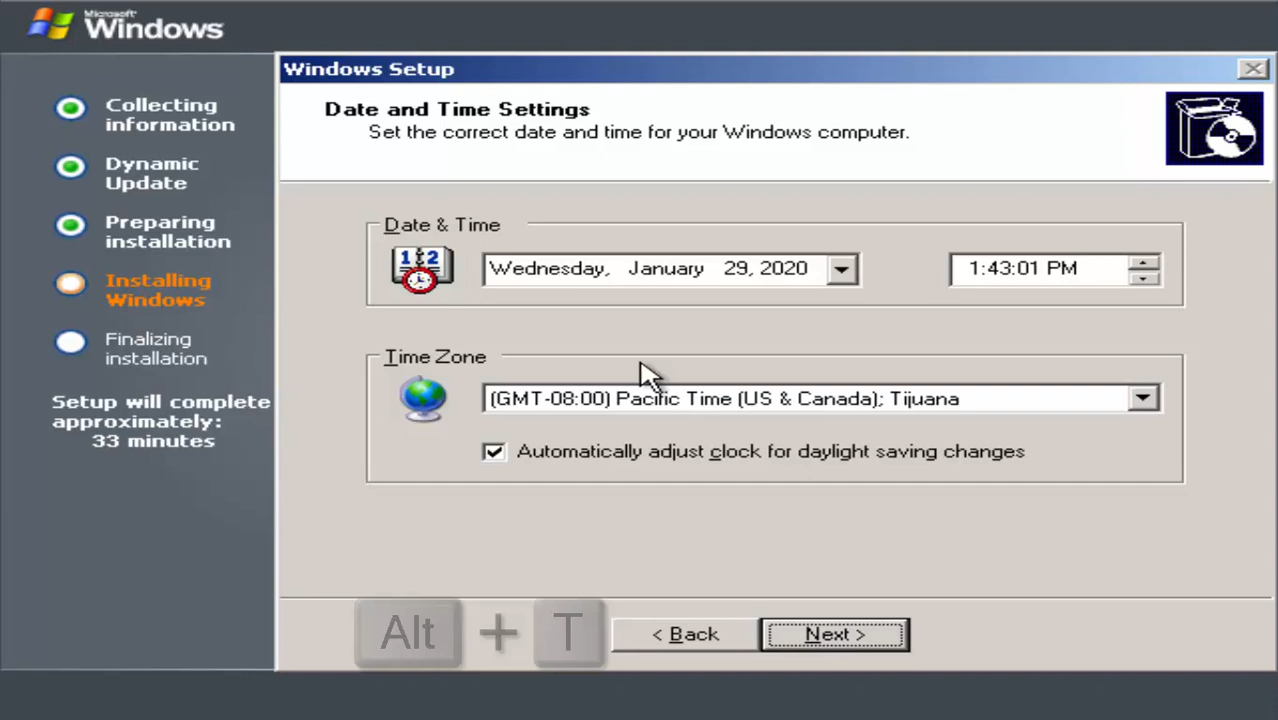 Microsoft
Windows
Collecting
information
Dynamic
Update
Preparing
installation
Installing
Windows
Finalizing
installation
Setup will complete
approximately:
33 minutes
Windows Setup
Date and Time Settings
Set the correct date and time for your Windows computer.
Date & Time
12
Wednesday, January 29, 2020
1:43:01 PM
Time Zone
(GMT-08:00) Pacific Time (US & Canada); Tijuana
Automatically adjust clock for daylight saving changes
Alt + T
< Back
Next >